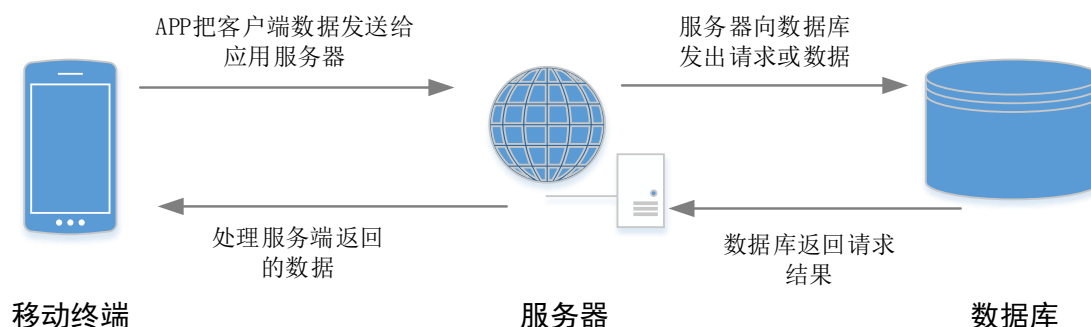 APP把客户端数据发送给
应用服务器
服务器向数据库
发出请求或数据
处理服务端返回
的数据
数据库返回请求
结果
移动终端
服务器
数据库